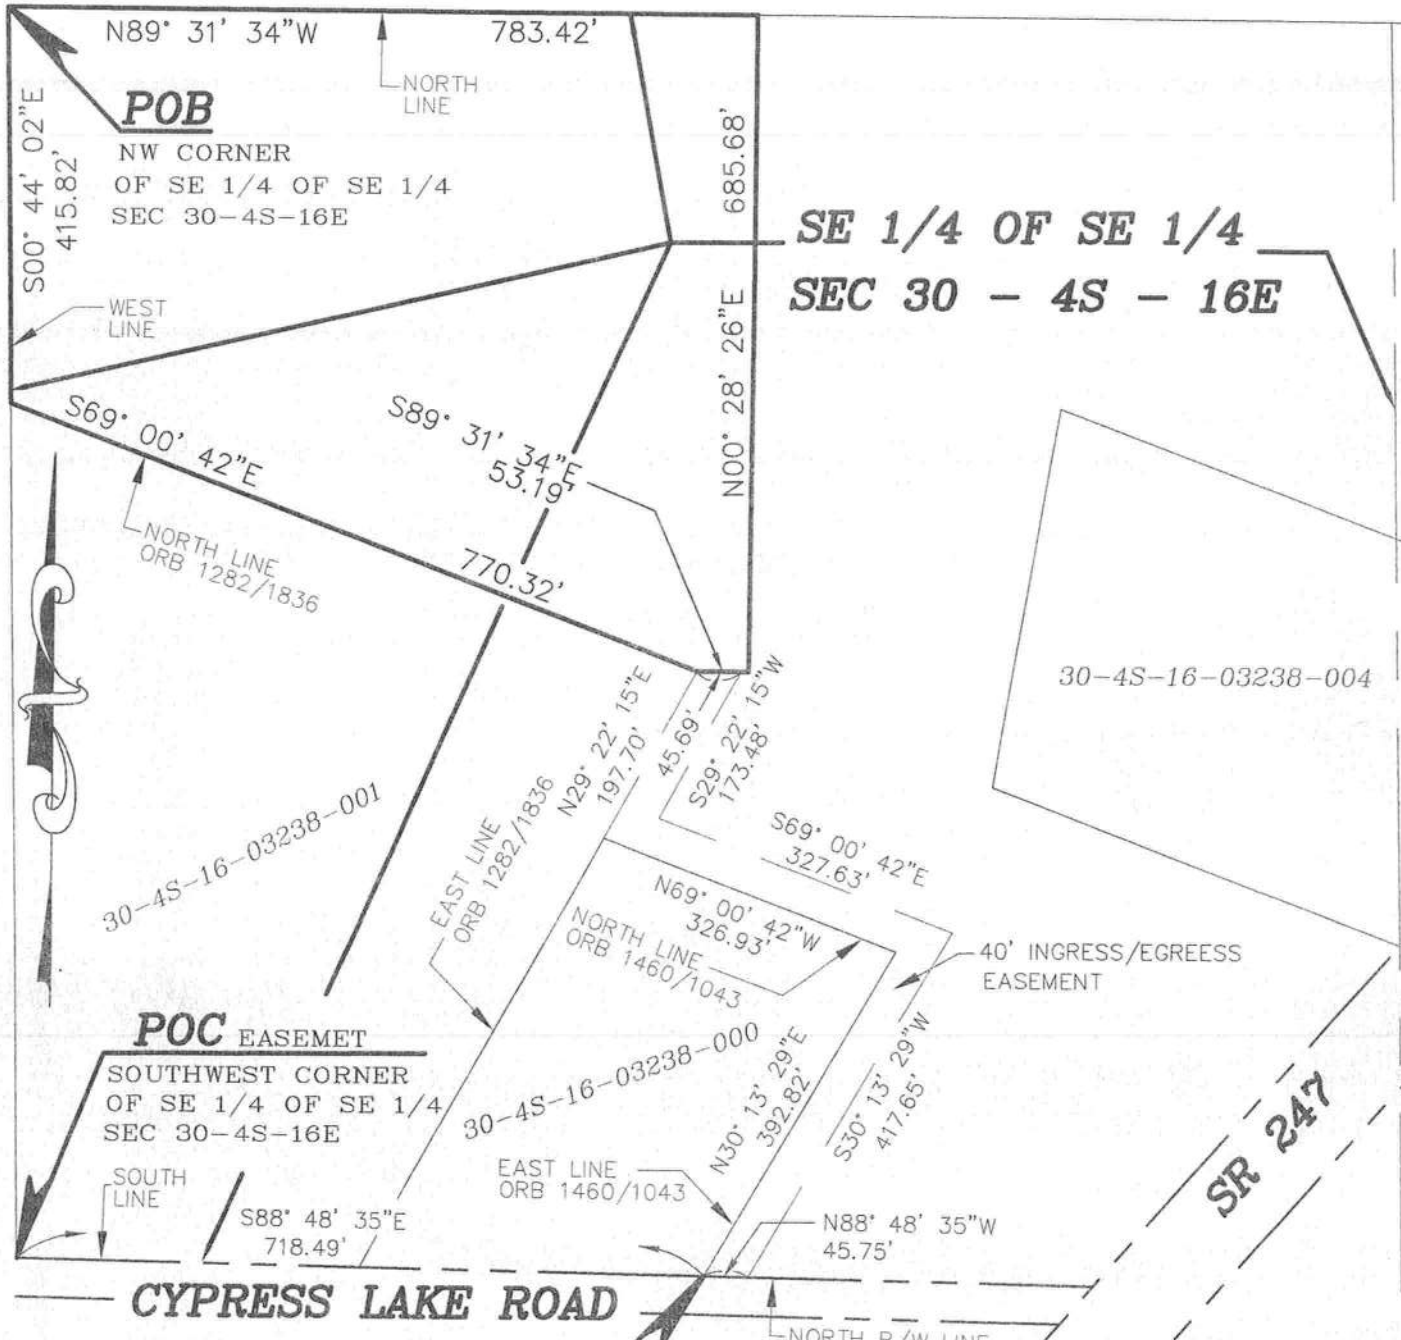 N89° 31' 34"W 783.42'
NORTH
LINE
POB
NW CORNER
OF SE 1/4 OF SE 1/4
SEC 30-4S-16E
S00° 44' 02"E
415.82'
WEST
LINE
685.68'
N00° 28' 26"E
SE 1/4 OF SE 1/4
SEC 30 - 4S - 16E
S69° 00' 42"E
770.32'
S89° 31' 34"E
53.19'
NORTH LINE
ORB 1282/1836
30-4S-16-03238-004
30-4S-16-03238-001
N29° 22' 15"E
197.70'
45.69'
S29° 22' 15"W
173.48'
EAST LINE
ORB 1282/1836
S69° 00' 42"E
327.63'
N69° 00' 42"W
326.93'
NORTH LINE
ORB 1460/1043
40' INGRESS/EGREESS
EASEMENT
POC EASEMET
SOUTHWEST CORNER
OF SE 1/4 OF SE 1/4
SEC 30-4S-16E
30-4S-16-03238-000
N30° 13' 29"E
392.82'
S30° 13' 29"W
417.65'
SR 247
SOUTH
LINE
EAST LINE
ORB 1460/1043
S88° 48' 35"E
718.49'
N88° 48' 35"W
45.75'
CYPRESS LAKE ROAD
NORTH R/W LINE